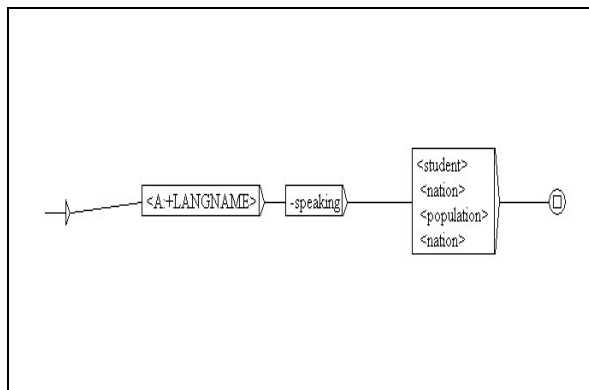 <A:+LANGNAME>
-speaking
<student>
<nation>
<population>
<nation>